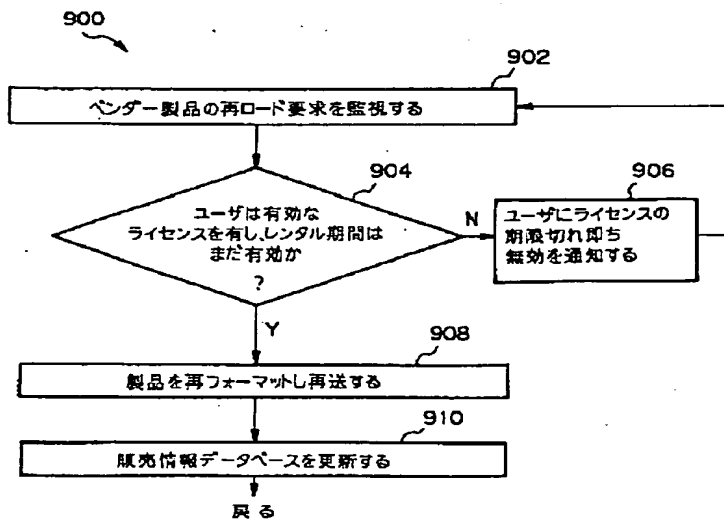 900
902
ベンダー製品の再ロード要求を監視する
904
ユーザは有効な
ライセンスを有し、レンタル期間は
まだ有効か
?
N
906
ユーザにライセンスの
期限切れ即ち
無効を通知する
Y
908
製品を再フォーマットし再送する
910
販売情報データベースを更新する
戻る